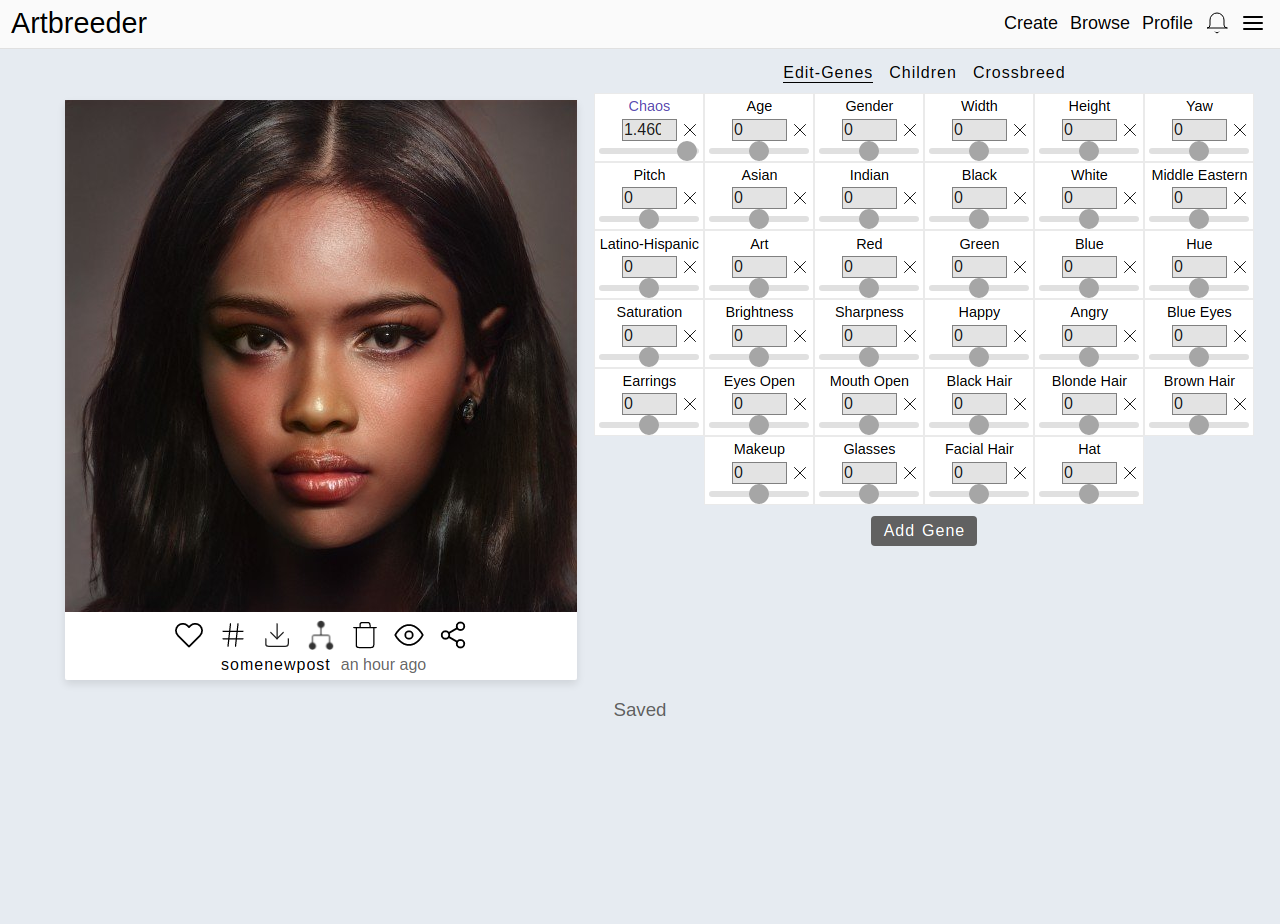 Artbreeder
Create Browse Profile
Edit-Genes Children Crossbreed
Chaos Age Gender Width Height Yaw
1.460 0 0 0 0 0
Pitch Asian Indian Black White Middle Eastern
0 0 0 0 0 0
Latino-Hispanic Art Red Green Blue Hue
0 0 0 0 0 0
Saturation Brightness Sharpness Happy Angry Blue Eyes
0 0 0 0 0 0
Earrings Eyes Open Mouth Open Black Hair Blonde Hair Brown Hair
0 0 0 0 0 0
Makeup Glasses Facial Hair Hat
0 0 0 0
Add Gene
somenewpost an hour ago
Saved